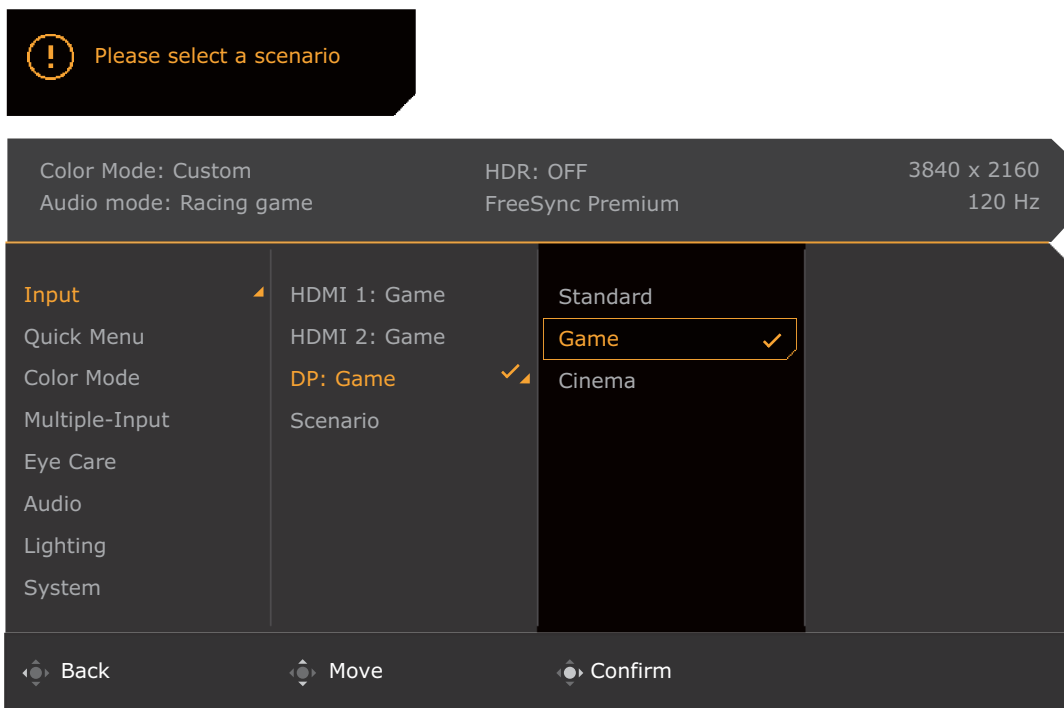 Please select a scenario
Color Mode: Custom
HDR: OFF
3840 x 2160
Audio mode: Racing game
FreeSync Premium
120 Hz
Input
Quick Menu
Color Mode
Multiple-Input
Eye Care
Audio
Lighting
System
HDMI 1: Game
HDMI 2: Game
DP: Game
Scenario
Standard
Game
Cinema
Back
Move
Confirm